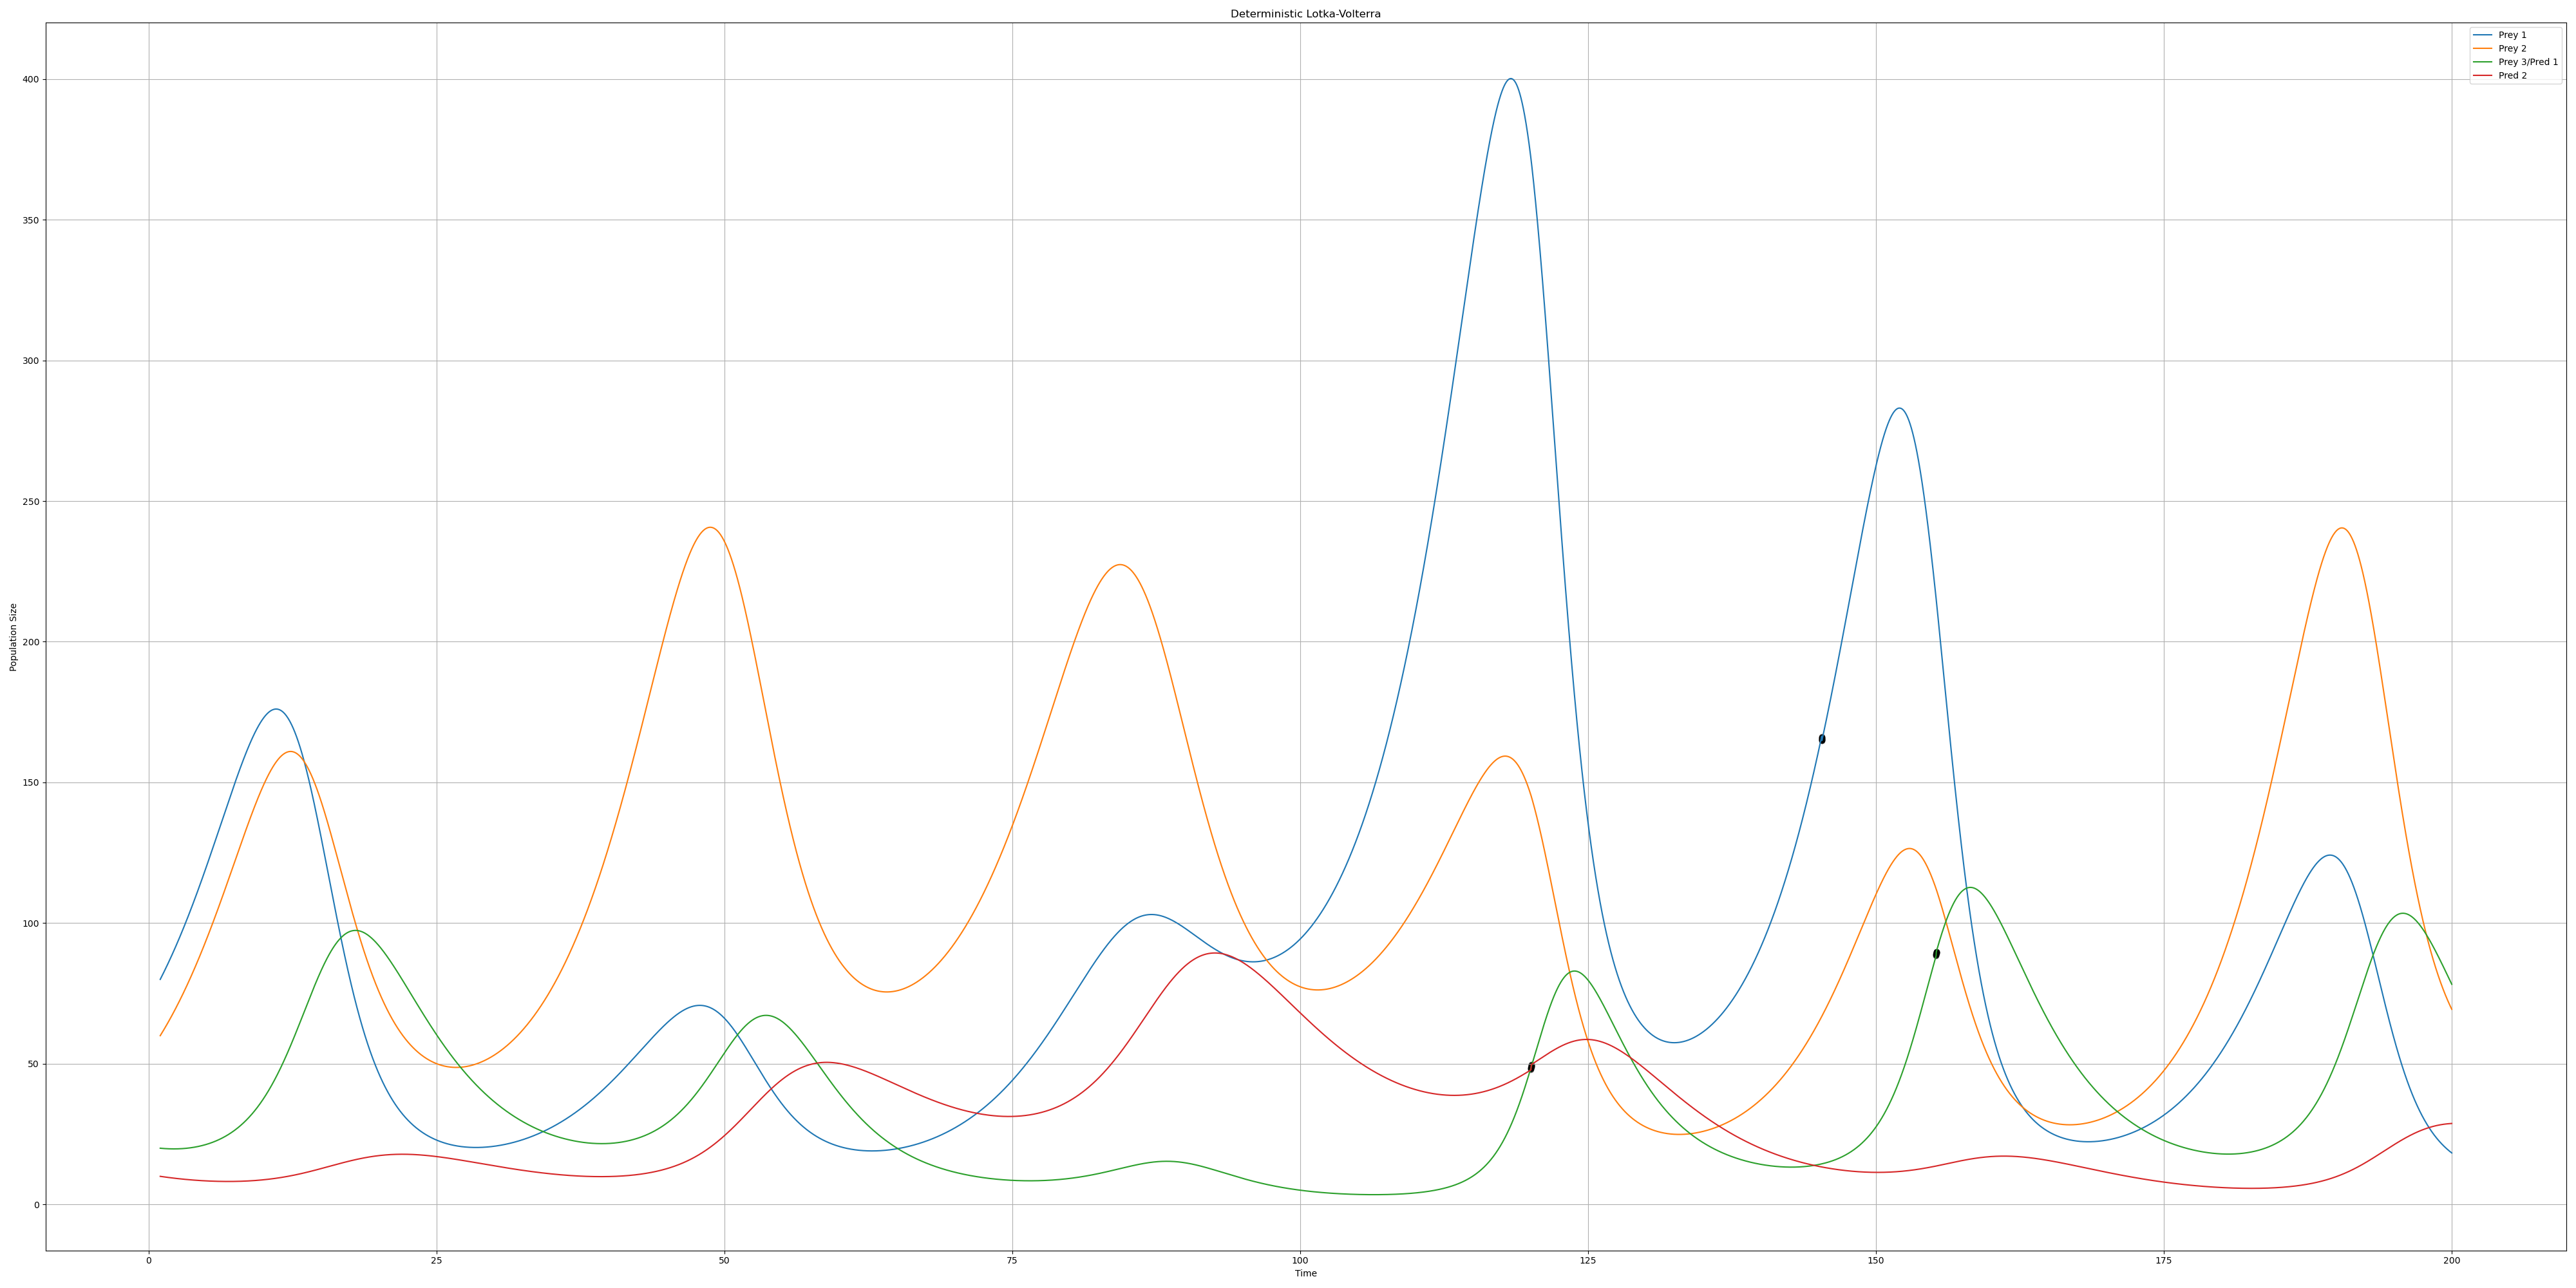 Deterministic Lotka-Volterra
Prey 1
Prey 2
Prey 3/Pred 1
Pred 2
Population Size
400
350
300
250
200
150
100
50
0
0 25 50 75 100 125 150 175 200
Time